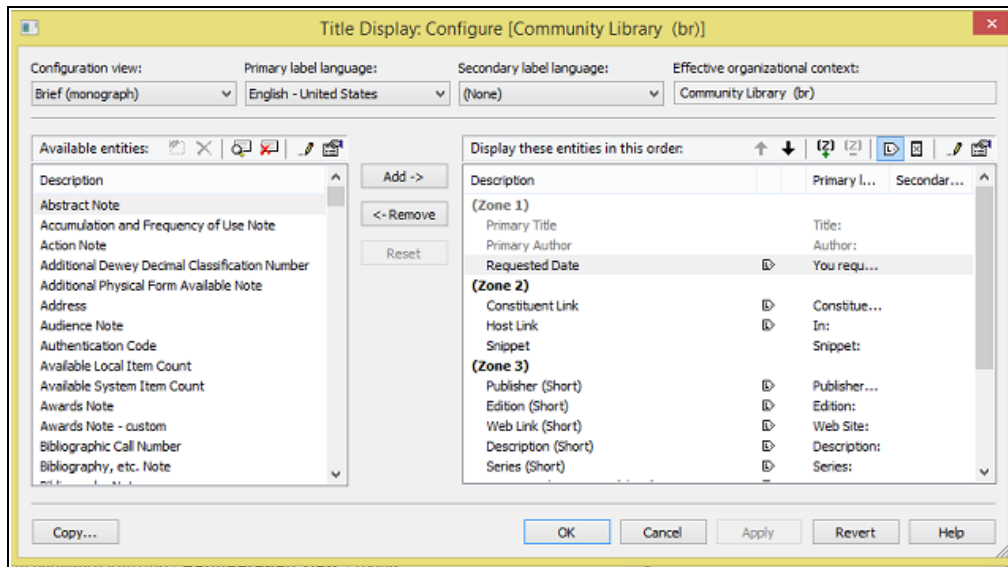 Title Display: Configure [Community Library (br)]
Configuration view: Primary label language: Secondary label language: Effective organizational context:
Brief (monograph) English - United States (None) Community Library (br)
Available entities: Display these entities in this order:
Description Add -> Description Primary l... Secondar...
Abstract Note (Zone 1)
Accumulation and Frequency of Use Note <- Remove Primary Title Title:
Action Note Reset Primary Author Author:
Additional Dewey Decimal Classification Number Requested Date You requ...
Additional Physical Form Available Note (Zone 2)
Address Constituent Link Constitue...
Audience Note Host Link In:
Authentication Code Snippet Snippet:
Available Local Item Count (Zone 3)
Available System Item Count Publisher (Short) Publisher...
Awards Note Edition (Short) Edition:
Awards Note - custom Web Link (Short) Web Site:
Bibliographic Call Number Description (Short) Description:
Bibliography, etc. Note Series (Short) Series:
Copy... OK Cancel Apply Revert Help